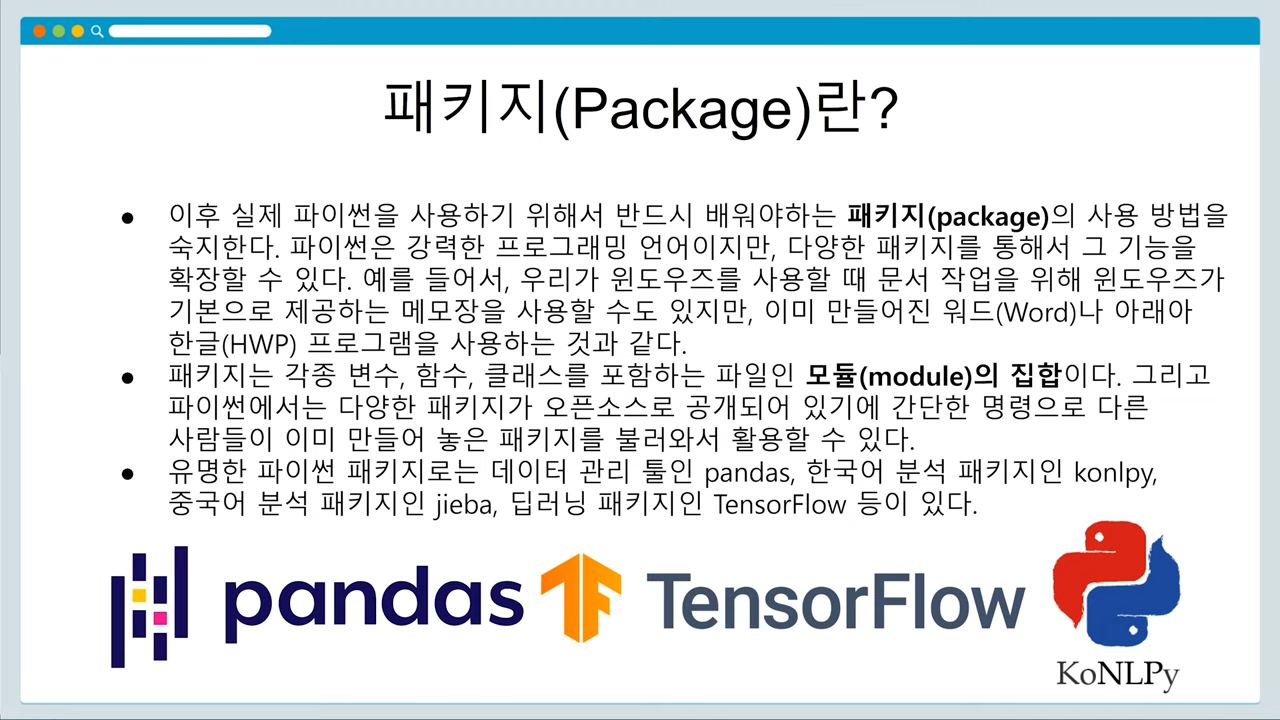 패키지(Package)란?
● 이후 실제 파이썬을 사용하기 위해서 반드시 배워야하는 패키지(package)의 사용 방법을
숙지한다. 파이썬은 강력한 프로그래밍 언어이지만, 다양한 패키지를 통해서 그 기능을
확장할 수 있다. 예를 들어서, 우리가 윈도우즈를 사용할 때 문서 작업을 위해 윈도우즈가
기본으로 제공하는 메모장을 사용할 수도 있지만, 이미 만들어진 워드(Word)나 아래아
한글(HWP) 프로그램을 사용하는 것과 같다.
● 패키지는 각종 변수, 함수, 클래스를 포함하는 파일인 모듈(module)의 집합이다. 그리고
파이썬에서는 다양한 패키지가 오픈소스로 공개되어 있기에 간단한 명령으로 다른
사람들이 이미 만들어 놓은 패키지를 불러와서 활용할 수 있다.
● 유명한 파이썬 패키지로는 데이터 관리 툴인 pandas, 한국어 분석 패키지인 konlpy,
중국어 분석 패키지인 jieba, 딥러닝 패키지인 TensorFlow 등이 있다.
pandas TensorFlow
KoNLPy